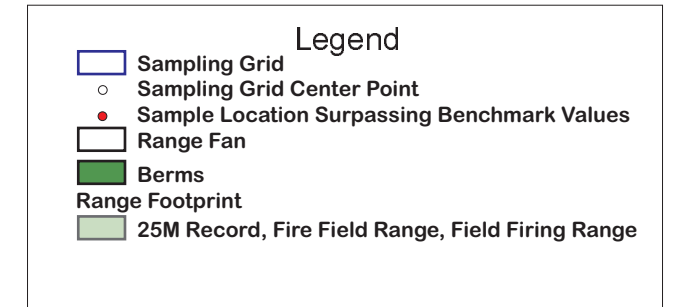 Legend
Sampling Grid
Sampling Grid Center Point
Sample Location Surpassing Benchmark Values
Range Fan
Berms
Range Footprint
25M Record, Fire Field Range, Field Firing Range